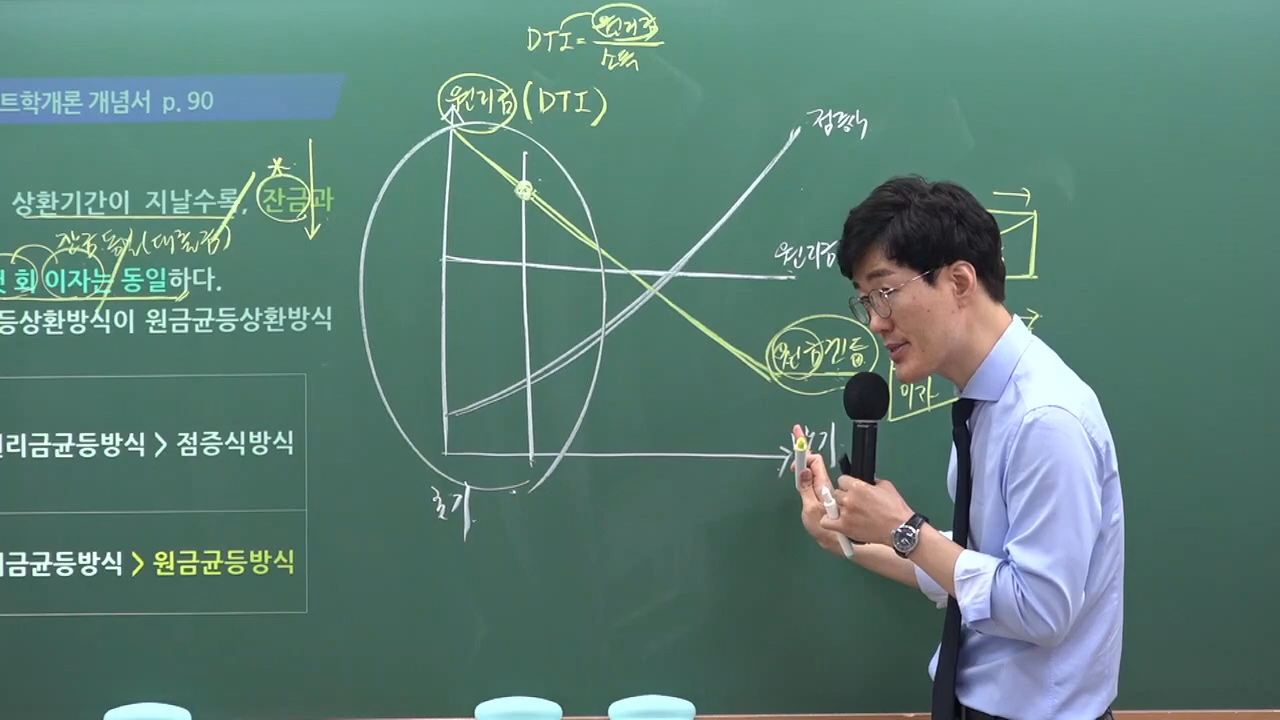 DTI = 원리금
소득
트학개론 개념서 p. 90
원리금 (DTI)
점증식
상환기간이 지날수록, 잔금과
잔금 동일(대출금)
첫 회 이자는 동일하다.
원리금
등상환방식이 원금균등상환방식
원금균등
이자
리금균등방식 > 점증식방식
초기
리금균등방식 > 원금균등방식